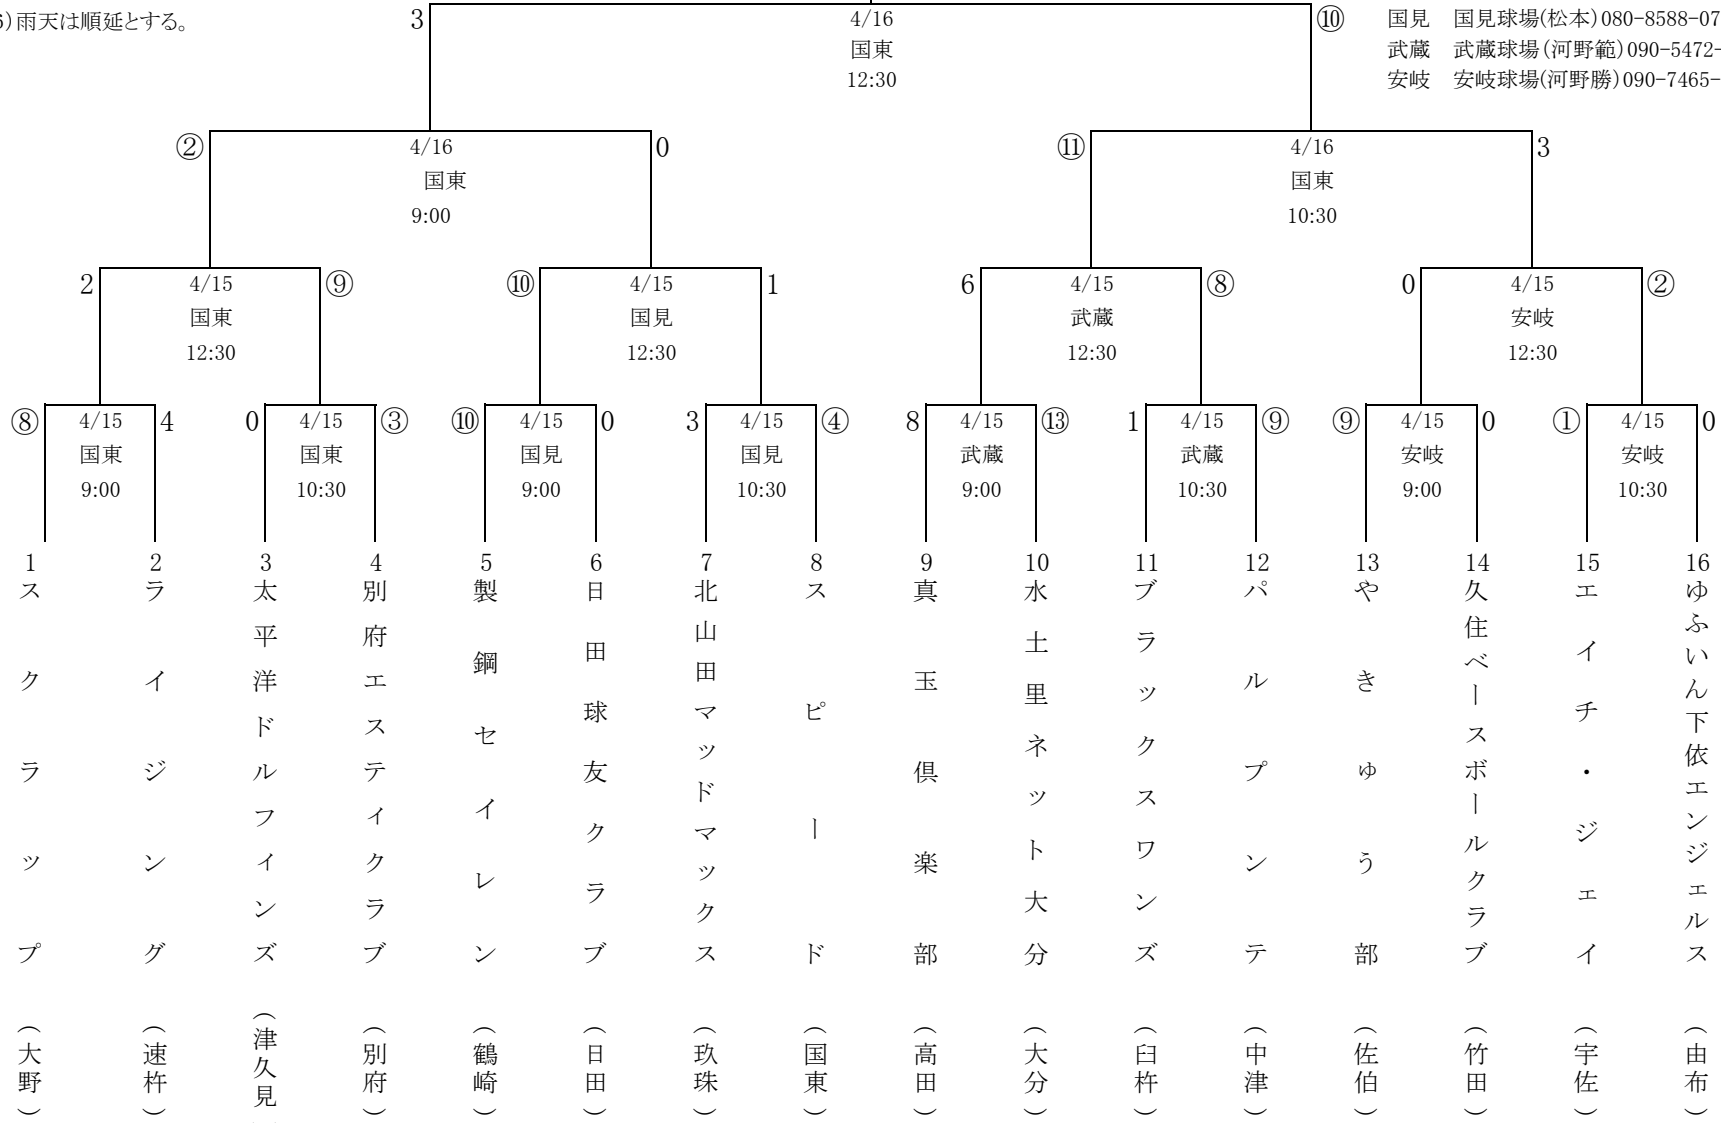 )雨天は順延とする。
国見 国見球場(松本)080-8588-07
武蔵 武蔵球場(河野範)090-5472-
安岐 安岐球場(河野勝)090-7465-
3 4/16 ⑩
国東
12:30
② 4/16 0 ⑪ 4/16 3
国東 国東
9:00 10:30
2 4/15 ⑨ ⑩ 4/15 1 6 4/15 ⑧ 0 4/15 ②
国東 国見 武蔵 安岐
12:30 12:30 12:30 12:30
⑧ 4/15 4 0 4/15 ③ ⑩ 4/15 0 3 4/15 ④ 8 4/15 ⑬ 1 4/15 ⑨ ⑨ 4/15 0 ① 4/15 0
国東 国東 国見 国見 武蔵 武蔵 安岐 安岐
9:00 10:30 9:00 10:30 9:00 10:30 9:00 10:30
1 2 3 4 5 6 7 8 9 10 11 12 13 14 15 16
スクラップ(大野)
ライジング(速杵)
太平洋ドルフィンズ(津久見
別府エスティクラブ(別府)
製鋼セイレン(鶴崎)
日田球友クラブ(日田)
北山田マッドマックス(玖珠)
スピード(国東)
真玉倶楽部(高田)
水土里ネット大分(大分)
ブラックスワンズ(臼杵)
パルプンテ(中津)
やきゅう部(佐伯)
久住ベースボールクラブ(竹田)
エイチ・ジェイ(宇佐)
ゆふいん下依エンジェルス(由布)